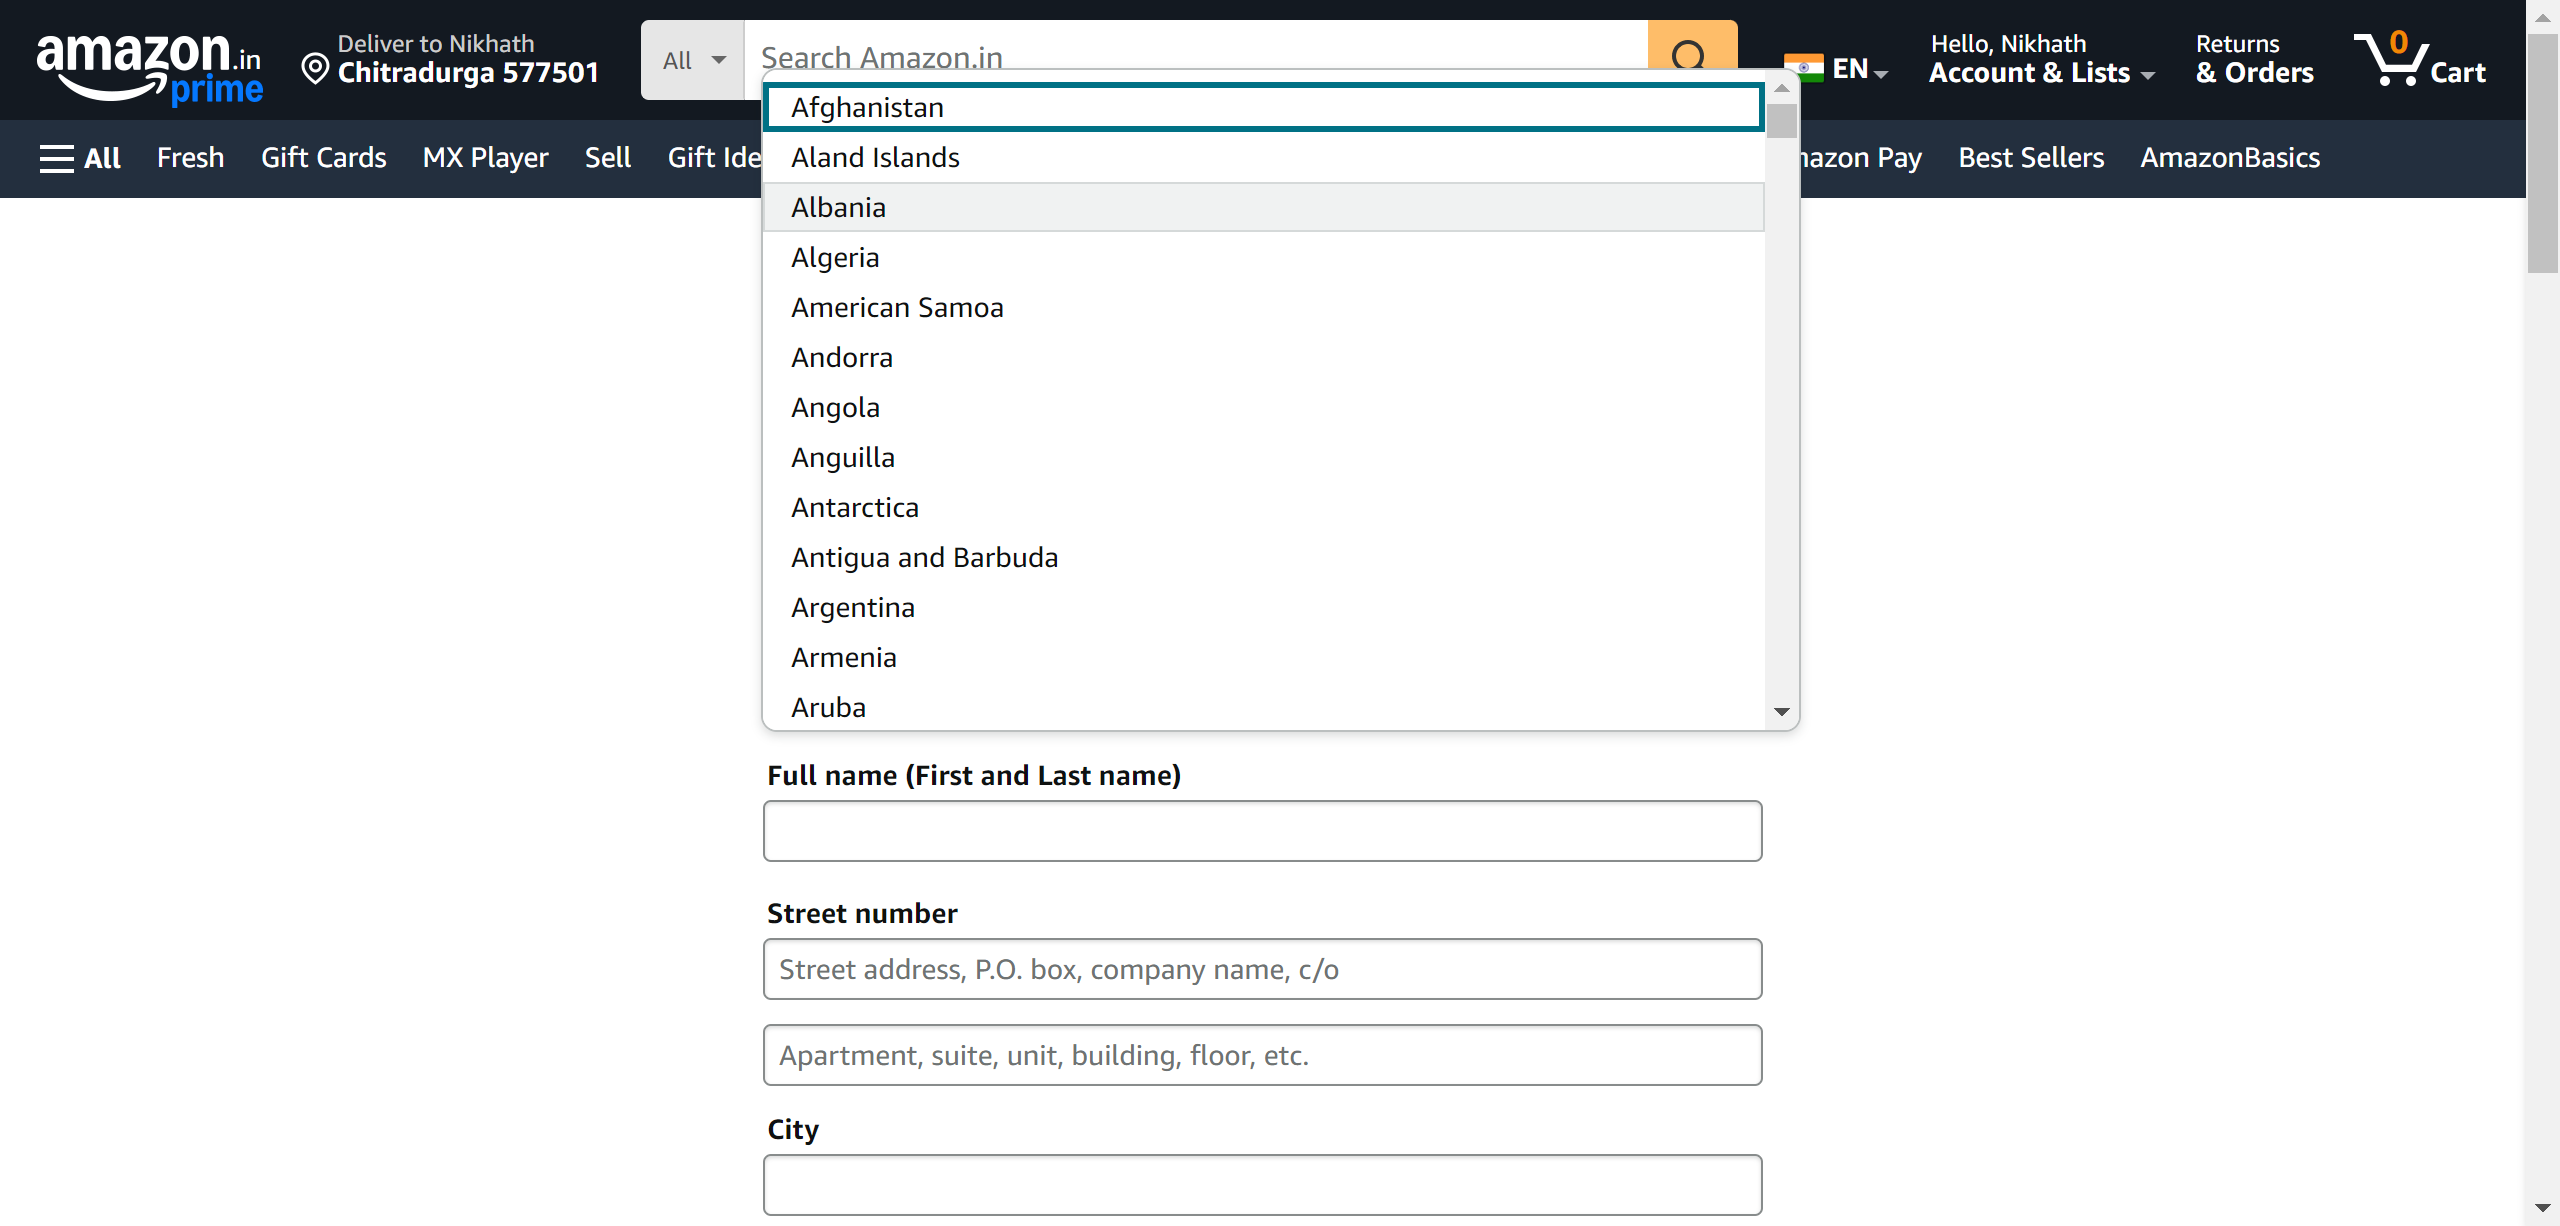 amazon.in
prime
Deliver to Nikhath
Chitradurga 577501
All
Search Amazon.in
EN
Hello, Nikhath
Account & Lists
Returns
& Orders
0
Cart
All
Fresh
Gift Cards
MX Player
Sell
Gift Ide
mazon Pay
Best Sellers
AmazonBasics
Afghanistan
Aland Islands
Albania
Algeria
American Samoa
Andorra
Angola
Anguilla
Antarctica
Antigua and Barbuda
Argentina
Armenia
Aruba
Full name (First and Last name)
Street number
Street address, P.O. box, company name, c/o
Apartment, suite, unit, building, floor, etc.
City